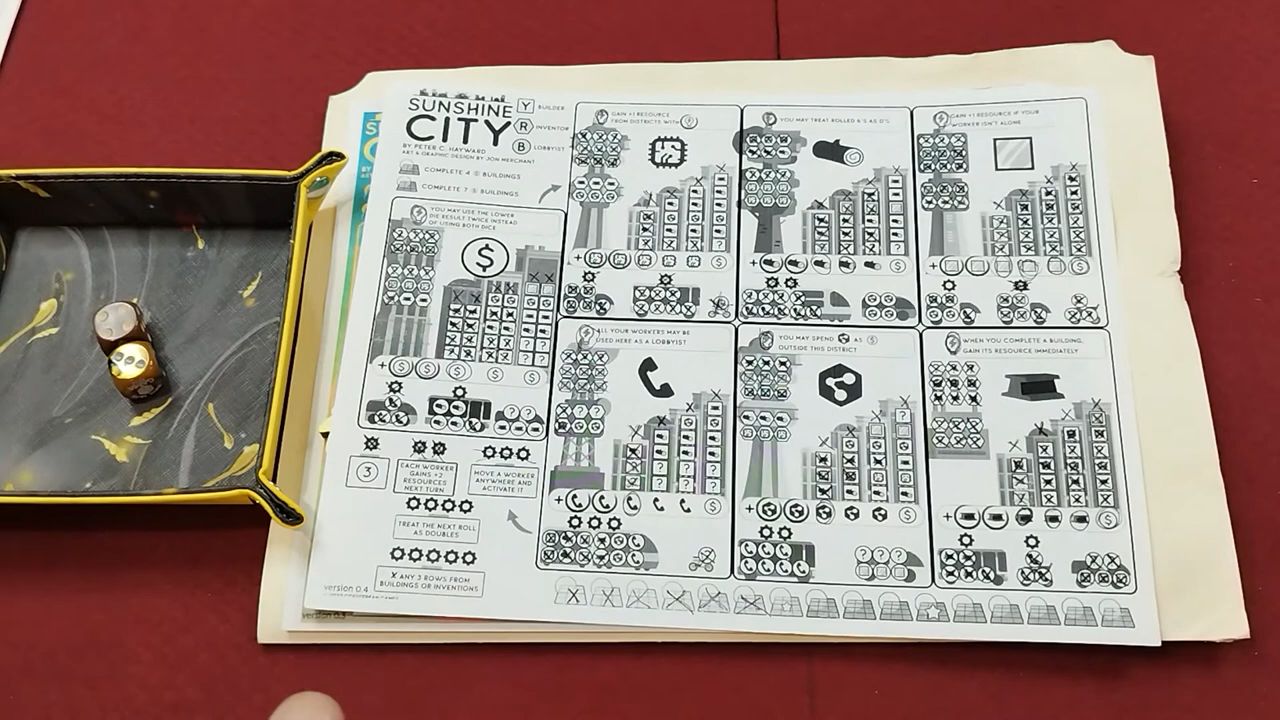 SUNSHINE
CITY
BY PETER C. HAYWARD
ART & GRAPHIC DESIGN BY JON MERCHANT
Y BUILDER
R INVENTOR
B LOBBYIST
COMPLETE 4 BUILDINGS
COMPLETE 7 BUILDINGS
GAIN +1 RESOURCE
FROM DISTRICTS WITH
YOU MAY TREAT ROLLED 6'S AS 0'S
GAIN +1 RESOURCE IF YOUR
WORKER ISN'T ALONE
YOU MAY USE THE LOWER
DIE RESULT TWICE INSTEAD
OF USING BOTH DICE
$
ALL YOUR WORKERS MAY BE
USED HERE AS A LOBBYIST
YOU MAY SPEND AS $
OUTSIDE THIS DISTRICT
WHEN YOU COMPLETE A BUILDING,
GAIN ITS RESOURCE IMMEDIATELY
3
EACH WORKER
GAINS +2
RESOURCES
NEXT TURN
MOVE A WORKER
ANYWHERE AND
ACTIVATE IT
TREAT THE NEXT ROLL
AS DOUBLES
X ANY 3 ROWS FROM
BUILDINGS OR INVENTIONS
version 0.4
version 0.3